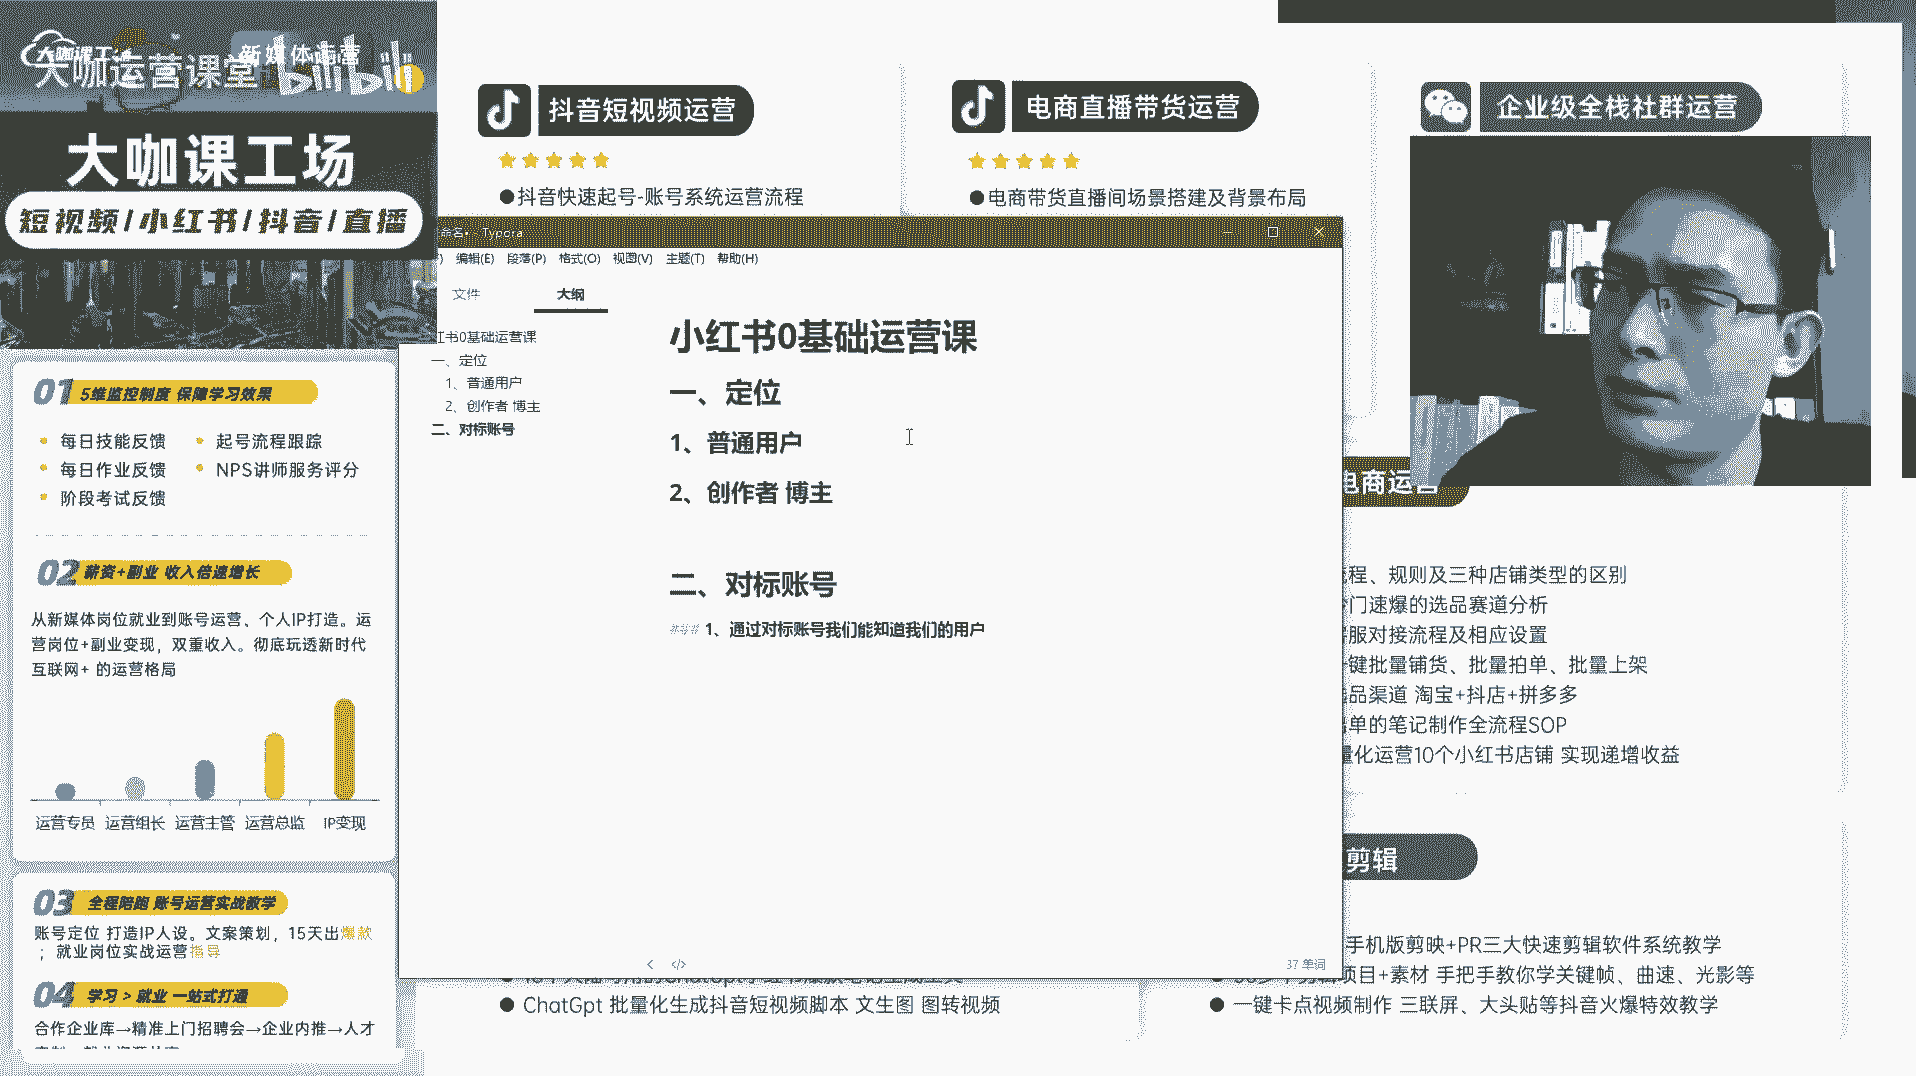 大咖课工场
大咖运营课堂
新媒体运营
bilibili
大咖课工场
短视频/小红书/抖音/直播
01 5维监控制度 保障学习效果
每日技能反馈
起号流程跟踪
每日作业反馈
NPS讲师服务评分
阶段考试反馈
02 薪资+副业 收入倍速增长
从新媒体岗位就业到账号运营、个人IP打造。运
营岗位+副业变现，双重收入。彻底玩透新时代
互联网+ 的运营格局
运营专员 运营组长 运营主管 运营总监 IP变现
03 全程陪跑 账号运营实战教学
账号定位 打造IP人设。文案策划，15天出爆款
；就业岗位实战运营指导
04 学习 > 就业 一站式打通
合作企业库→精准上门招聘会→企业内推→人才
抖音短视频运营
●抖音快速起号-账号系统运营流程
电商直播带货运营
●电商带货直播间场景搭建及背景布局
企业级全栈社群运营
命名• - Typora
) 编辑(E) 段落(P) 格式(O) 视图(V) 主题(T) 帮助(H)
文件 大纲
红书0基础运营课
一、定位
1、普通用户
2、创作者 博主
二、对标账号
小红书0基础运营课
一、定位
1、普通用户
2、创作者 博主
二、对标账号
### 1、通过对标账号我们能知道我们的用户
37 单词
电商运营
程、规则及三种店铺类型的区别
门速爆的选品赛道分析
服对接流程及相应设置
键批量铺货、批量拍单、批量上架
品渠道 淘宝+抖店+拼多多
出单的笔记制作全流程SOP
量化运营10个小红书店铺 实现递增收益
剪辑
手机版剪映+PR三大快速剪辑软件系统教学
项目+素材 手把手教你学关键帧、曲速、光影等
● 一键卡点视频制作 三联屏、大头贴等抖音火爆特效教学
● ChatGpt 批量化生成抖音短视频脚本 文生图 图转视频